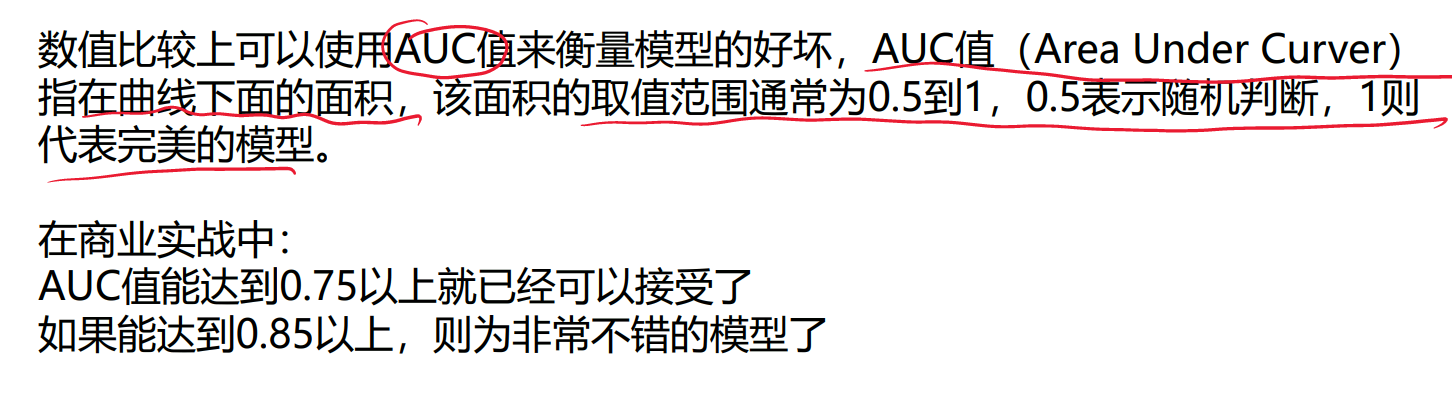 数值比较上可以使用AUC值来衡量模型的好坏，AUC值（Area Under Curver）
指在曲线下面的面积，该面积的取值范围通常为0.5到1，0.5表示随机判断，1则
代表完美的模型。
在商业实战中：
AUC值能达到0.75以上就已经可以接受了
如果能达到0.85以上，则为非常不错的模型了